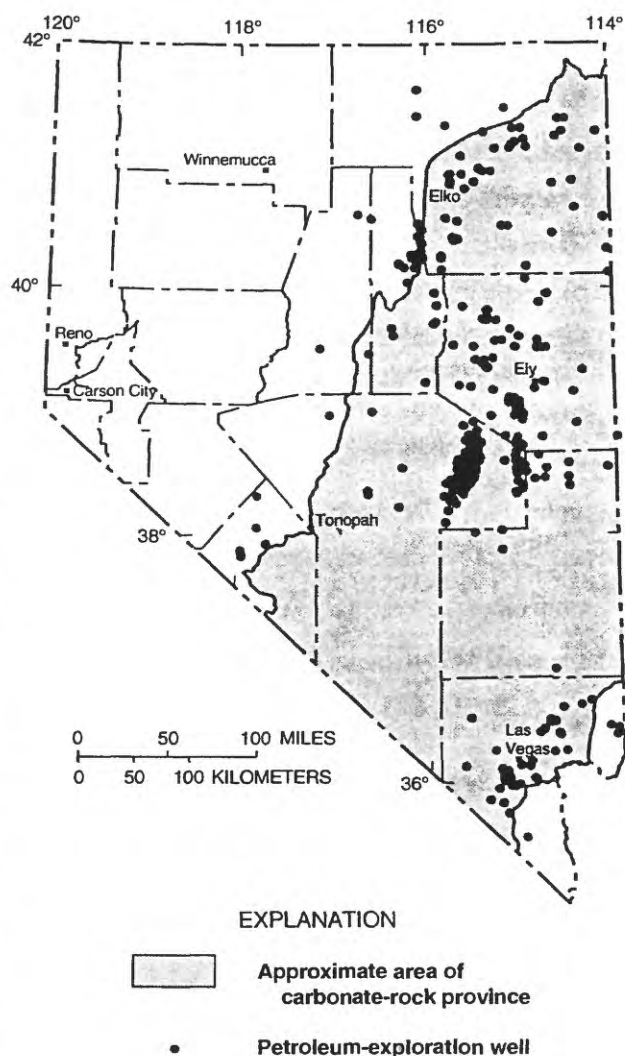 120°
118°
116°
114°
42°
Winnemucca
Elko
40°
Reno
Ely
Carson City
Tonopah
38°
0 50 100 MILES
Las
Vegas
0 50 100 KILOMETERS
36°
EXPLANATION
Approximate area of
carbonate-rock province
Petroleum-exploration well